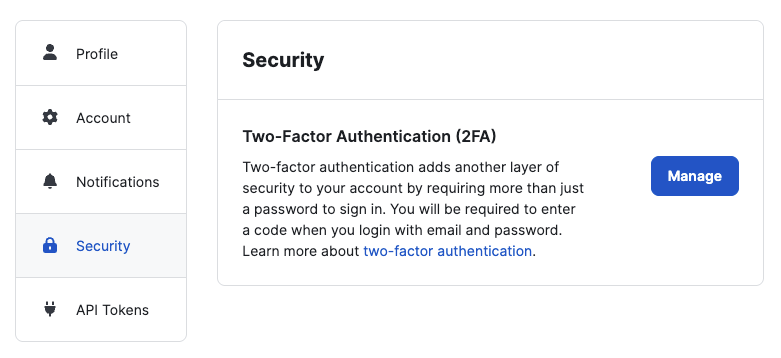 Profile
Account
Notifications
Security
API Tokens
Security
Two-Factor Authentication (2FA)
Two-factor authentication adds another layer of
security to your account by requiring more than just
a password to sign in. You will be required to enter
a code when you login with email and password.
Learn more about two-factor authentication.
Manage